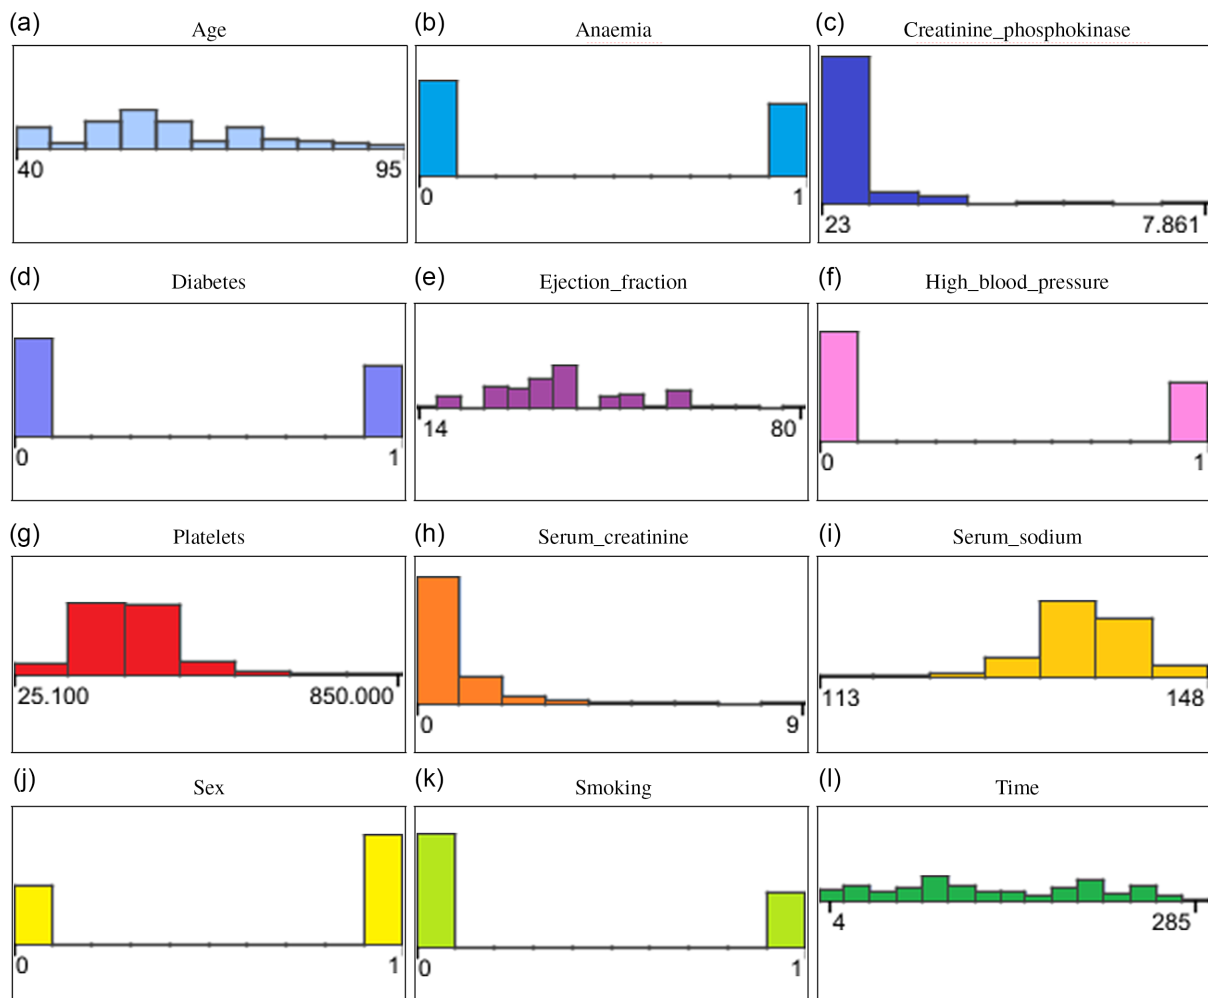 (a) Age
(b) Anaemia
(c) Creatinine_phosphokinase
40 95
0 1
23 7.861
(d) Diabetes
(e) Ejection_fraction
(f) High_blood_pressure
0 1
14 80
0 1
(g) Platelets
(h) Serum_creatinine
(i) Serum_sodium
25.100 850.000
0 9
113 148
(j) Sex
(k) Smoking
(l) Time
0 1
0 1
4 285